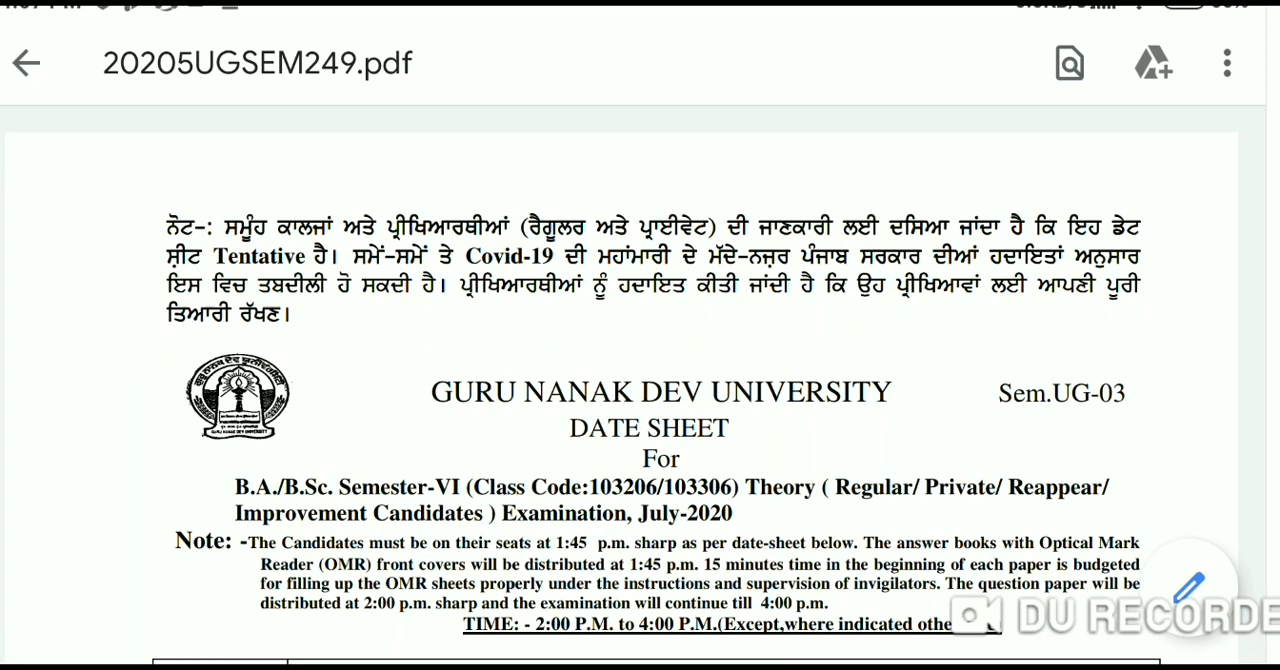 20205UGSEM249.pdf
ਨੋਟ-: ਸਮੂੰਹ ਕਾਲਜਾਂ ਅਤੇ ਪ੍ਰੀਖਿਆਰਥੀਆਂ (ਰੈਗੂਲਰ ਅਤੇ ਪ੍ਰਾਈਵੇਟ) ਦੀ ਜਾਣਕਾਰੀ ਲਈ ਦਸਿਆ ਜਾਂਦਾ ਹੈ ਕਿ ਇਹ ਡੇਟ
ਸ਼ੀਟ Tentative ਹੈ। ਸਮੇਂ-ਸਮੇਂ ਤੇ Covid-19 ਦੀ ਮਹਾਂਮਾਰੀ ਦੇ ਮੱਦੇ-ਨਜ਼ਰ ਪੰਜਾਬ ਸਰਕਾਰ ਦੀਆਂ ਹਦਾਇਤਾਂ ਅਨੁਸਾਰ
ਇਸ ਵਿਚ ਤਬਦੀਲੀ ਹੋ ਸਕਦੀ ਹੈ। ਪ੍ਰੀਖਿਆਰਥੀਆਂ ਨੂੰ ਹਦਾਇਤ ਕੀਤੀ ਜਾਂਦੀ ਹੈ ਕਿ ਉਹ ਪ੍ਰੀਖਿਆਵਾਂ ਲਈ ਆਪਣੀ ਪੂਰੀ
ਤਿਆਰੀ ਰੱਖਣ।
GURU NANAK DEV UNIVERSITY Sem.UG-03
GURU NANAK DEV UNIVERSITY
DATE SHEET
For
B.A./B.Sc. Semester-VI (Class Code:103206/103306) Theory ( Regular/ Private/ Reappear/
Improvement Candidates ) Examination, July-2020
Note: -The Candidates must be on their seats at 1:45 p.m. sharp as per date-sheet below. The answer books with Optical Mark
Reader (OMR) front covers will be distributed at 1:45 p.m. 15 minutes time in the beginning of each paper is budgeted
for filling up the OMR sheets properly under the instructions and supervision of invigilators. The question paper will be
distributed at 2:00 p.m. sharp and the examination will continue till 4:00 p.m.
DU RECORDE
TIME: - 2:00 P.M. to 4:00 P.M.(Except,where indicated othe